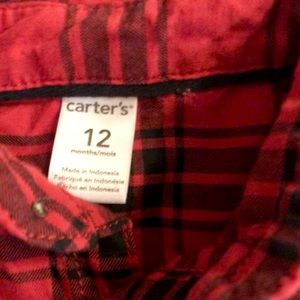 carter's®
12
months/mois
Made in Indonesia
Fabriqué en Indonésie
Hecho en Indonesia